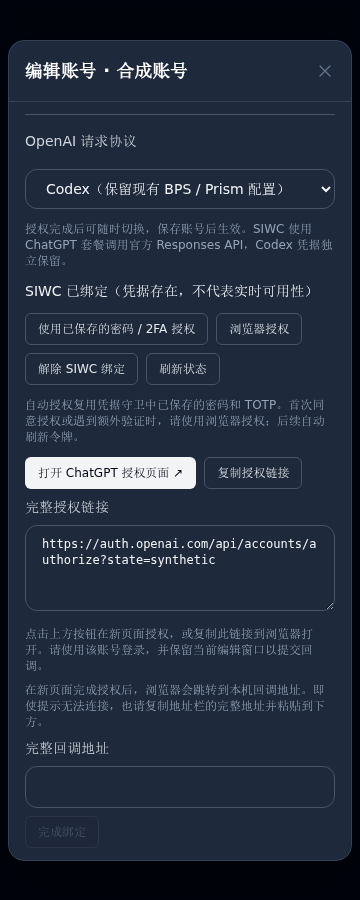 编辑账号 · 合成账号
OpenAI 请求协议
Codex（保留现有 BPS / Prism 配置）
授权完成后可随时切换，保存账号后生效。SIWC 使用
ChatGPT 套餐调用官方 Responses API，Codex 凭据独
立保留。
SIWC 已绑定（凭据存在，不代表实时可用性）
使用已保存的密码 / 2FA 授权
浏览器授权
解除 SIWC 绑定
刷新状态
自动授权复用凭据守卫中已保存的密码和 TOTP。首次同
意授权或遇到额外验证时，请使用浏览器授权；后续自动
刷新令牌。
打开 ChatGPT 授权页面 ↗
复制授权链接
完整授权链接
https://auth.openai.com/api/accounts/a
uthorize?state=synthetic
点击上方按钮在新页面授权，或复制此链接到浏览器打
开。请使用该账号登录，并保留当前编辑窗口以提交回
调。
在新页面完成授权后，浏览器会跳转到本机回调地址。即
使提示无法连接，也请复制地址栏的完整地址并粘贴到下
方。
完整回调地址
完成绑定